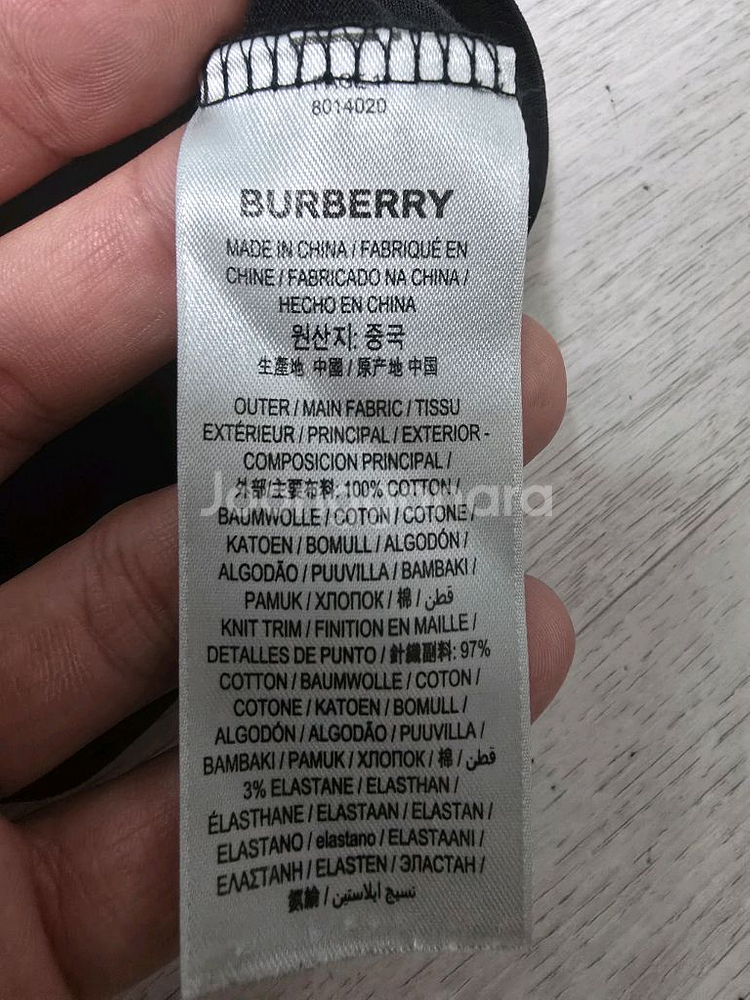 8014020
BURBERRY
MADE IN CHINA / FABRIQUÉ EN
CHINE / FABRICADO NA CHINA /
HECHO EN CHINA
원산지: 중국
生產地 中國 / 原产地 中国
OUTER / MAIN FABRIC / TISSU
EXTÉRIEUR / PRINCIPAL / EXTERIOR -
COMPOSICION PRINCIPAL /
外部/主要布料: 100% COTTON /
BAUMWOLLE / COTON / COTONE /
KATOEN / BOMULL / ALGODÓN /
ALGODÃO / PUUVILLA / BAMBAKI /
PAMUK / ХЛОПОК / 棉 / قطن
KNIT TRIM / FINITION EN MAILLE /
DETALLES DE PUNTO / 針織副料: 97%
COTTON / BAUMWOLLE / COTON /
COTONE / KATOEN / BOMULL /
ALGODÓN / ALGODÃO / PUUVILLA /
BAMBAKI / PAMUK / ХЛОПОК / 棉 / قطن
3% ELASTANE / ELASTHAN /
ÉLASTHANE / ELASTAAN / ELASTAN /
ELASTANO / elastano / ELASTAANI /
ΕΛΑΣΤΑΝΗ / ELASTEN / ЭЛАСТАН /
氨綸 / نسيج ايلاستين